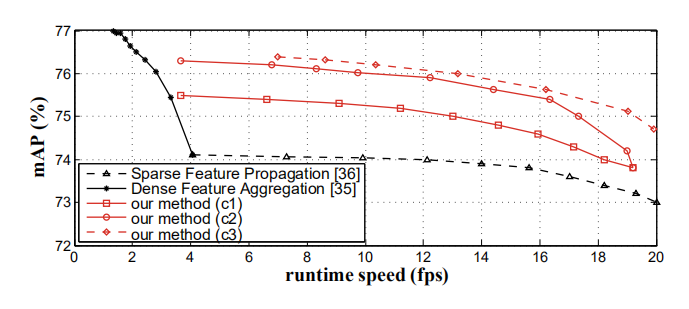 77
76
75
74
73
72
mAP (%)
Sparse Feature Propagation [36]
Dense Feature Aggregation [35]
our method (c1)
our method (c2)
our method (c3)
0 2 4 6 8 10 12 14 16 18 20
runtime speed (fps)